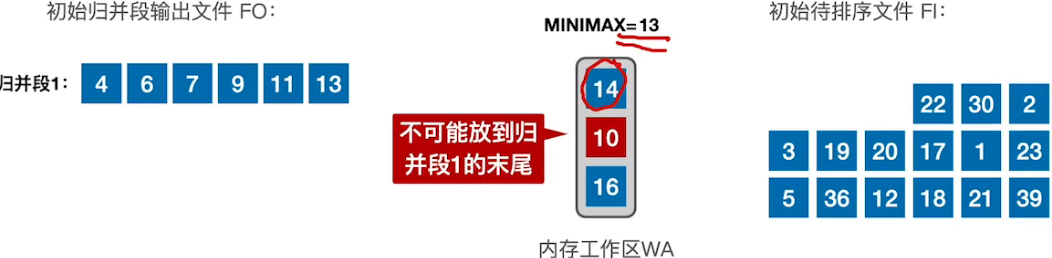 初始归并段输出文件 FO：
MINIMAX=13
初始待排序文件 FI：
归并段1： 4 6 7 9 11 13
14
不可能放到归
并段1的末尾
10
16
22 30 2
3 19 20 17 1 23
5 36 12 18 21 39
内存工作区WA